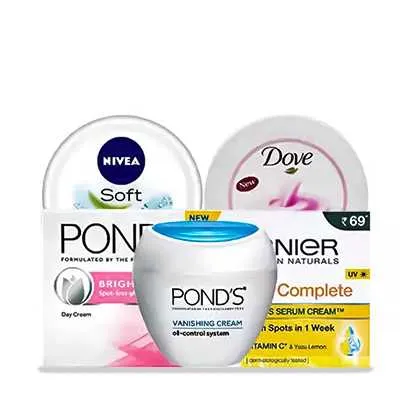 NIVEA
Soft
Dove
New
POND
FORMULATED BY THE
BRIGH
Spot-less
Day Cream
NEW
POND'S
VANISHING CREAM
oil-control system
₹69*
NIER
N NATURALS
UV
Complete
S SERUM CREAM
n Spots in 1 Week
VITAMIN C* & Yuzu Lemon
[dermatologically tested]